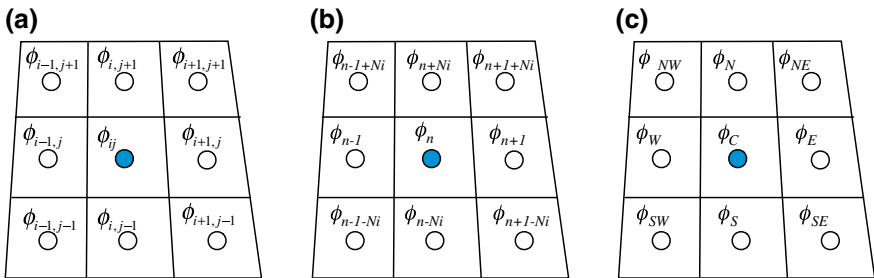 (a) (b) (c)
ϕi−1, j+1 ϕi, j+1 ϕi+1, j+1 ϕn-1+Ni ϕn+Ni ϕn+1+Ni ϕNW ϕN ϕNE
ϕi−1, j ϕij ϕi+1, j ϕn-1 ϕn ϕn+1 ϕW ϕC ϕE
ϕi−1, j−1 ϕi, j−1 ϕi+1, j−1 ϕn-1-Ni ϕn-Ni ϕn+1-Ni ϕSW ϕS ϕSE